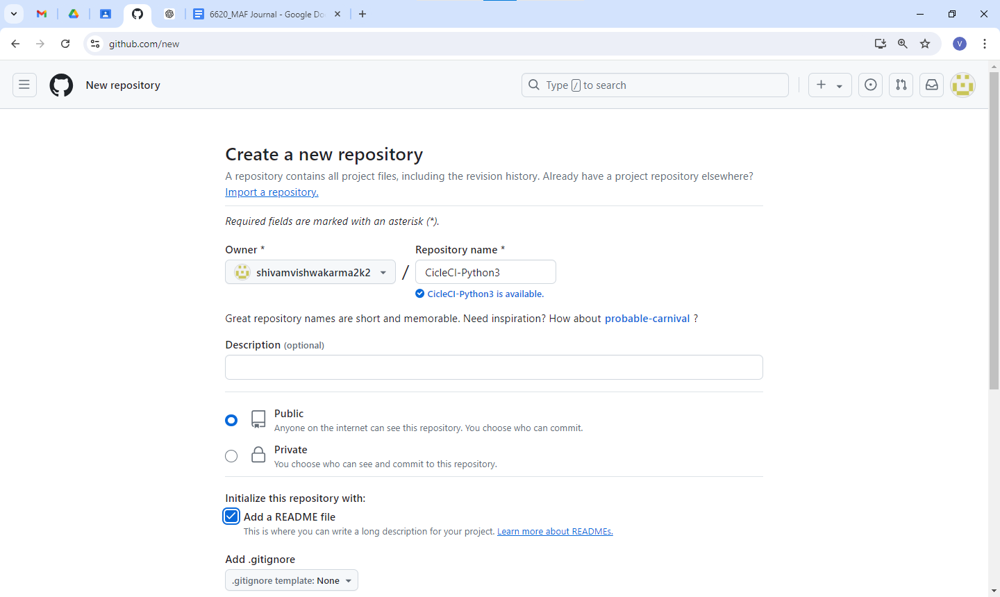 6620_MAF Journal - Google Do
github.com/new
V
New repository
Type / to search
Create a new repository
A repository contains all project files, including the revision history. Already have a project repository elsewhere?
Import a repository.
Required fields are marked with an asterisk (*).
Owner *
Repository name *
shivamvishwakarma2k2
/
CicleCI-Python3
CicleCI-Python3 is available.
Great repository names are short and memorable. Need inspiration? How about probable-carnival ?
Description (optional)
Public
Anyone on the internet can see this repository. You choose who can commit.
Private
You choose who can see and commit to this repository.
Initialize this repository with:
Add a README file
This is where you can write a long description for your project. Learn more about READMEs.
Add .gitignore
.gitignore template: None